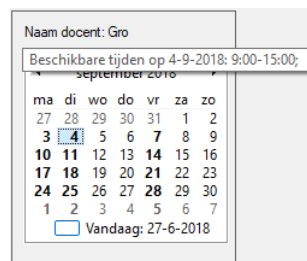 Naam docent: Gro
Beschikbare tijden op 4-9-2018: 9:00-15:00;
september 2018
ma di wo do vr za zo
27 28 29 30 31 1 2
3 4 5 6 7 8 9
10 11 12 13 14 15 16
17 18 19 20 21 22 23
24 25 26 27 28 29 30
1 2 3 4 5 6 7
Vandaag: 27-6-2018